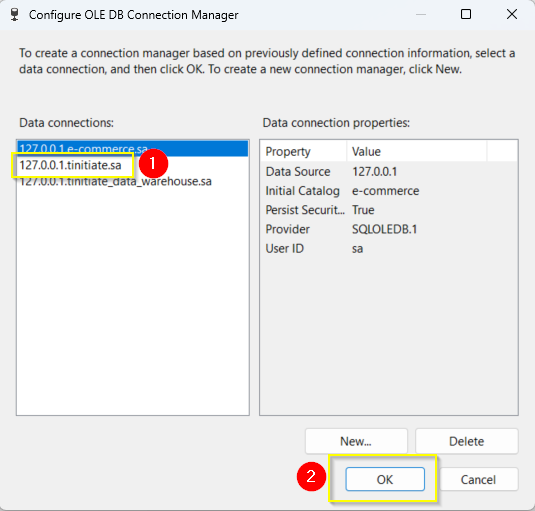 Configure OLE DB Connection Manager
To create a connection manager based on previously defined connection information, select a
data connection, and then click OK. To create a new connection manager, click New.
Data connections:
127.0.0.1.e-commerce.sa
127.0.0.1.tinitiate.sa
1
127.0.0.1.tinitiate_data_warehouse.sa
Data connection properties:
Property Value
Data Source 127.0.0.1
Initial Catalog e-commerce
Persist Securit... True
Provider SQLOLEDB.1
User ID sa
New... Delete
2 OK Cancel